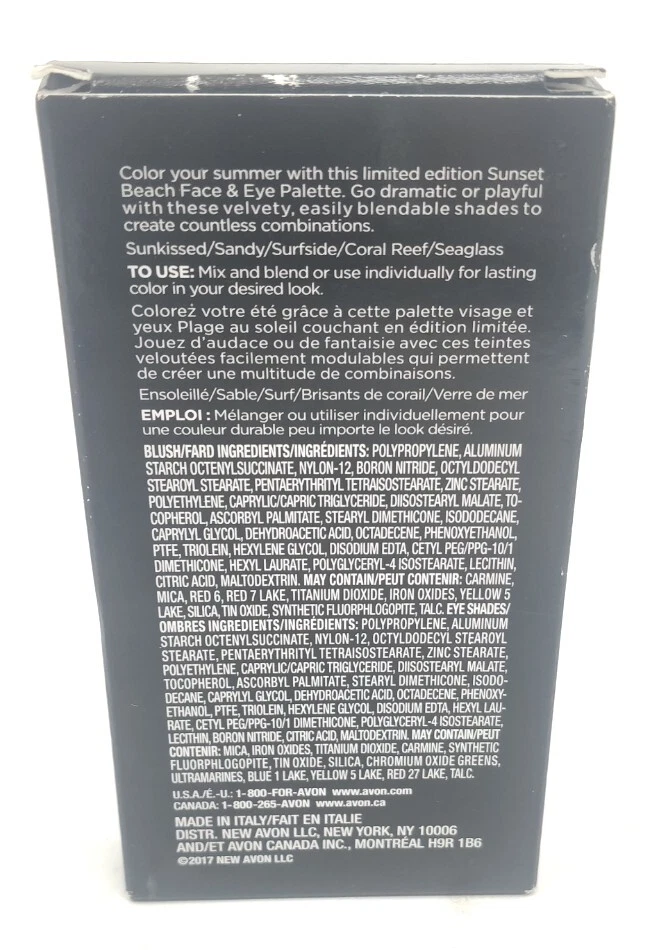 Color your summer with this limited edition Sunset
Beach Face & Eye Palette. Go dramatic or playful
with these velvety, easily blendable shades to
create countless combinations.
Sunkissed/Sandy/Surfside/Coral Reef/Seaglass
TO USE: Mix and blend or use individually for lasting
color in your desired look.
Colorez votre été grâce à cette palette visage et
yeux Plage au soleil couchant en édition limitée.
Jouez d'audace ou de fantaisie avec ces teintes
veloutées facilement modulables qui permettent
de créer une multitude de combinaisons.
Ensoleillé/Sable/Surf/Brisants de corail/Verre de mer
EMPLOI : Mélanger ou utiliser individuellement pour
une couleur durable peu importe le look désiré.
BLUSH/FARD INGREDIENTS/INGRÉDIENTS: POLYPROPYLENE, ALUMINUM
STARCH OCTENYLSUCCINATE, NYLON-12, BORON NITRIDE, OCTYLDODECYL
STEAROYL STEARATE, PENTAERYTHRITYL TETRAISOSTEARATE, ZINC STEARATE,
POLYETHYLENE, CAPRYLIC/CAPRIC TRIGLYCERIDE, DIISOSTEARYL MALATE, TO-
COPHEROL, ASCORBYL PALMITATE, STEARYL DIMETHICONE, ISODODECANE,
CAPRYLYL GLYCOL, DEHYDROACETIC ACID, OCTADECENE, PHENOXYETHANOL,
PTFE, TRIOLEIN, HEXYLENE GLYCOL, DISODIUM EDTA, CETYL PEG/PPG-10/1
DIMETHICONE, HEXYL LAURATE, POLYGLYCERYL-4 ISOSTEARATE, LECITHIN,
CITRIC ACID, MALTODEXTRIN. MAY CONTAIN/PEUT CONTENIR: CARMINE,
MICA, RED 6, RED 7 LAKE, TITANIUM DIOXIDE, IRON OXIDES, YELLOW 5
LAKE, SILICA, TIN OXIDE, SYNTHETIC FLUORPHLOGOPITE, TALC. EYE SHADES/
OMBRES INGREDIENTS/INGRÉDIENTS: POLYPROPYLENE, ALUMINUM
STARCH OCTENYLSUCCINATE, NYLON-12, OCTYLDODECYL STEAROYL
STEARATE, PENTAERYTHRITYL TETRAISOSTEARATE, ZINC STEARATE,
POLYETHYLENE, CAPRYLIC/CAPRIC TRIGLYCERIDE, DIISOSTEARYL MALATE,
TOCOPHEROL, ASCORBYL PALMITATE, STEARYL DIMETHICONE, ISODO-
DECANE, CAPRYLYL GLYCOL, DEHYDROACETIC ACID, OCTADECENE, PHENOXY-
ETHANOL, PTFE, TRIOLEIN, HEXYLENE GLYCOL, DISODIUM EDTA, HEXYL LAU-
RATE, CETYL PEG/PPG-10/1 DIMETHICONE, POLYGLYCERYL-4 ISOSTEARATE,
LECITHIN, BORON NITRIDE, CITRIC ACID, MALTODEXTRIN. MAY CONTAIN/PEUT
CONTENIR: MICA, IRON OXIDES, TITANIUM DIOXIDE, CARMINE, SYNTHETIC
FLUORPHLOGOPITE, TIN OXIDE, SILICA, CHROMIUM OXIDE GREENS,
ULTRAMARINES, BLUE 1 LAKE, YELLOW 5 LAKE, RED 27 LAKE, TALC.
U.S.A./É.-U.: 1-800-FOR-AVON www.avon.com
CANADA: 1-800-265-AVON www.avon.ca
MADE IN ITALY/FAIT EN ITALIE
DISTR. NEW AVON LLC, NEW YORK, NY 10006
AND/ET AVON CANADA INC., MONTRÉAL H9R 1B6
©2017 NEW AVON LLC